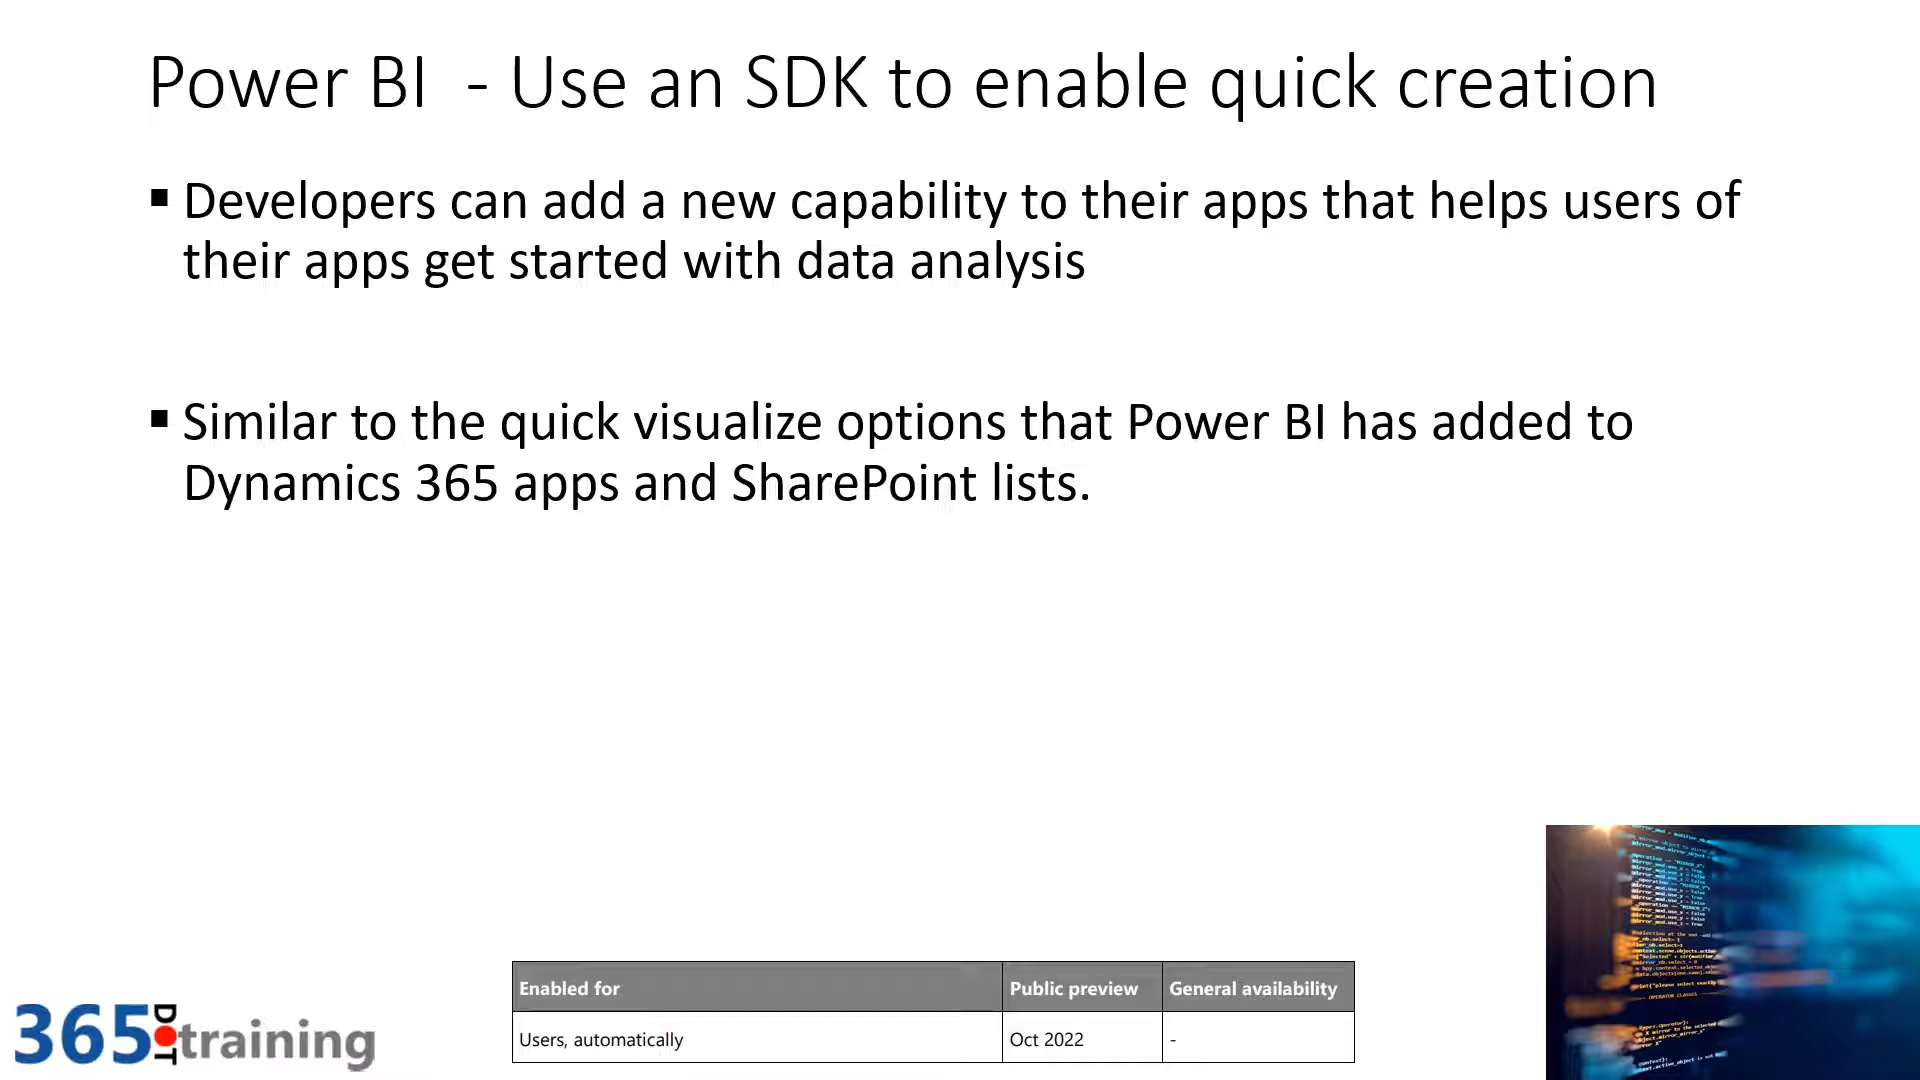 Power BI  - Use an SDK to enable quick creation
▪ Developers can add a new capability to their apps that helps users of
their apps get started with data analysis
▪ Similar to the quick visualize options that Power BI has added to
Dynamics 365 apps and SharePoint lists.
Enabled for Public preview General availability
Users, automatically Oct 2022 -
365 DOT training